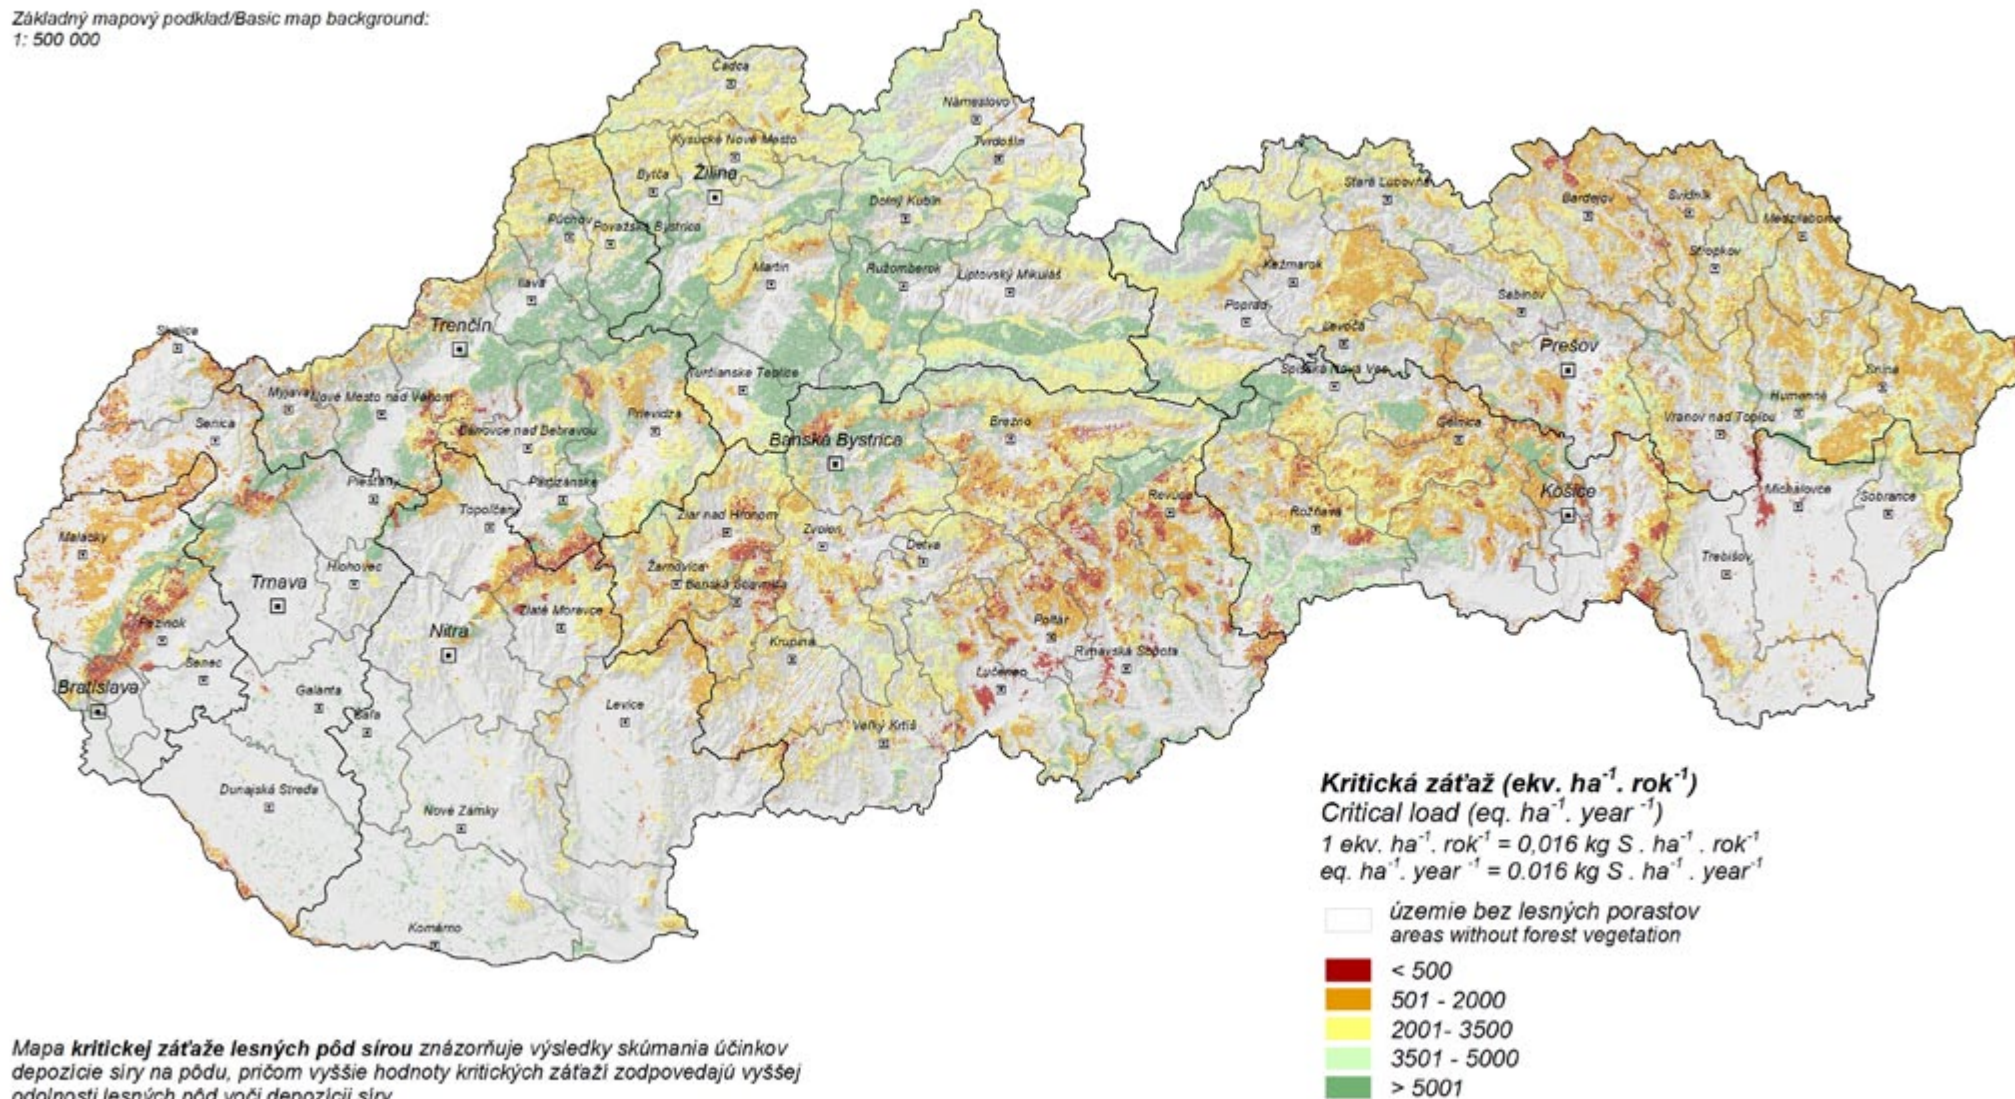 Základný mapový podklad/Basic map background:
1: 500 000
Čadca
Námestovo
Kysucké Nové Mesto
Tvrdošín
Bytča
Žilina
Stará Ľubovňa
Dolný Kubín
Bardejov
Svidník
Medzilaborce
Púchov
Považská Bystrica
Stropkov
Martin
Ružomberok
Liptovský Mikuláš
Kežmarok
Ilava
Poprad
Sabinov
Trenčín
Levoča
Skalica
Prešov
Turčianske Teplice
Spišská Nová Ves
Snina
Myjava
Nové Mesto nad Váhom
Humenné
Senica
Prievidza
Brezno
Gelnica
Vranov nad Topľou
Bánovce nad Bebravou
Banská Bystrica
Piešťany
Partizánske
Revúca
Košice
Michalovce
Sobrance
Topoľčany
Žiar nad Hronom
Rožňava
Malacky
Zvolen
Detva
Trebišov
Hlohovec
Žarnovica
Trnava
Banská Štiavnica
Zlaté Moravce
Pezinok
Nitra
Poltár
Krupina
Rimavská Sobota
Senec
Lučenec
Bratislava
Galanta
Šaľa
Levice
Veľký Krtíš
Dunajská Streda
Nové Zámky
Komárno
Kritická záťaž (ekv. ha⁻¹. rok⁻¹)
Critical load (eq. ha⁻¹. year ⁻¹)
1 ekv. ha⁻¹. rok⁻¹ = 0,016 kg S . ha⁻¹ . rok⁻¹
eq. ha⁻¹. year ⁻¹ = 0.016 kg S . ha⁻¹ . year⁻¹
územie bez lesných porastov
areas without forest vegetation
< 500
501 - 2000
2001- 3500
3501 - 5000
> 5001
Mapa kritickej záťaže lesných pôd sírou znázorňuje výsledky skúmania účinkov
depozície síry na pôdu, pričom vyššie hodnoty kritických záťaží zodpovedajú vyššej
odolnosti lesných pôd voči depozícii síry